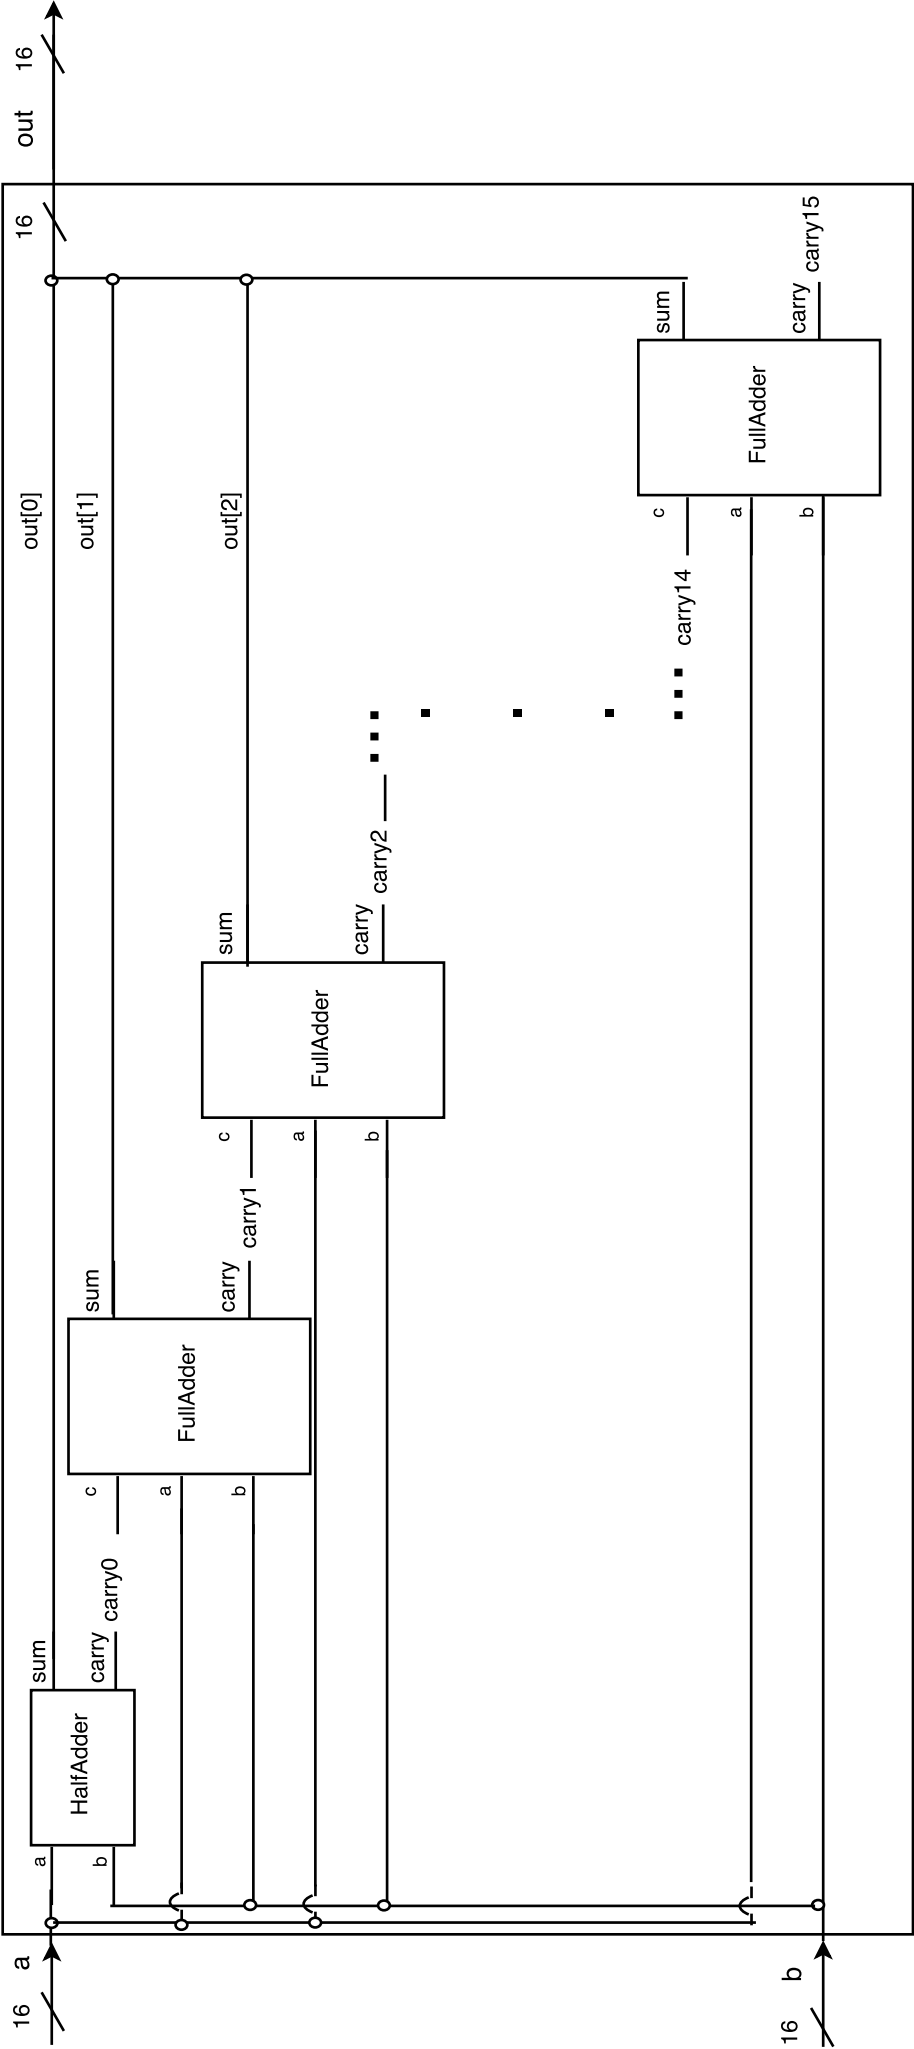 16
a
16
b
a
b
HalfAdder
sum
carry
carry0
c
a
b
FullAdder
sum
carry
carry1
c
a
b
FullAdder
sum
carry
carry2
carry14
c
a
b
FullAdder
sum
carry
carry15
out[0]
out[1]
out[2]
16
out
16